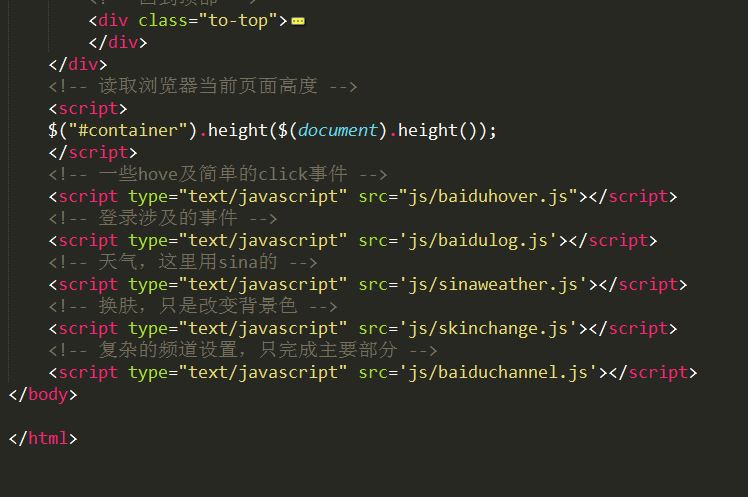 <!-- 回到顶部 -->
<div class="to-top">
</div>
</div>
<!-- 读取浏览器当前页面高度 -->
<script>
$("#container").height($(document).height());
</script>
<!-- 一些hove及简单的click事件 -->
<script type="text/javascript" src="js/baiduhover.js"></script>
<!-- 登录涉及的事件 -->
<script type="text/javascript" src='js/baidulog.js'></script>
<!-- 天气，这里用sina的 -->
<script type="text/javascript" src='js/sinaweather.js'></script>
<!-- 换肤，只是改变背景色 -->
<script type="text/javascript" src='js/skinchange.js'></script>
<!-- 复杂的频道设置，只完成主要部分 -->
<script type="text/javascript" src='js/baiduchannel.js'></script>
</body>
</html>